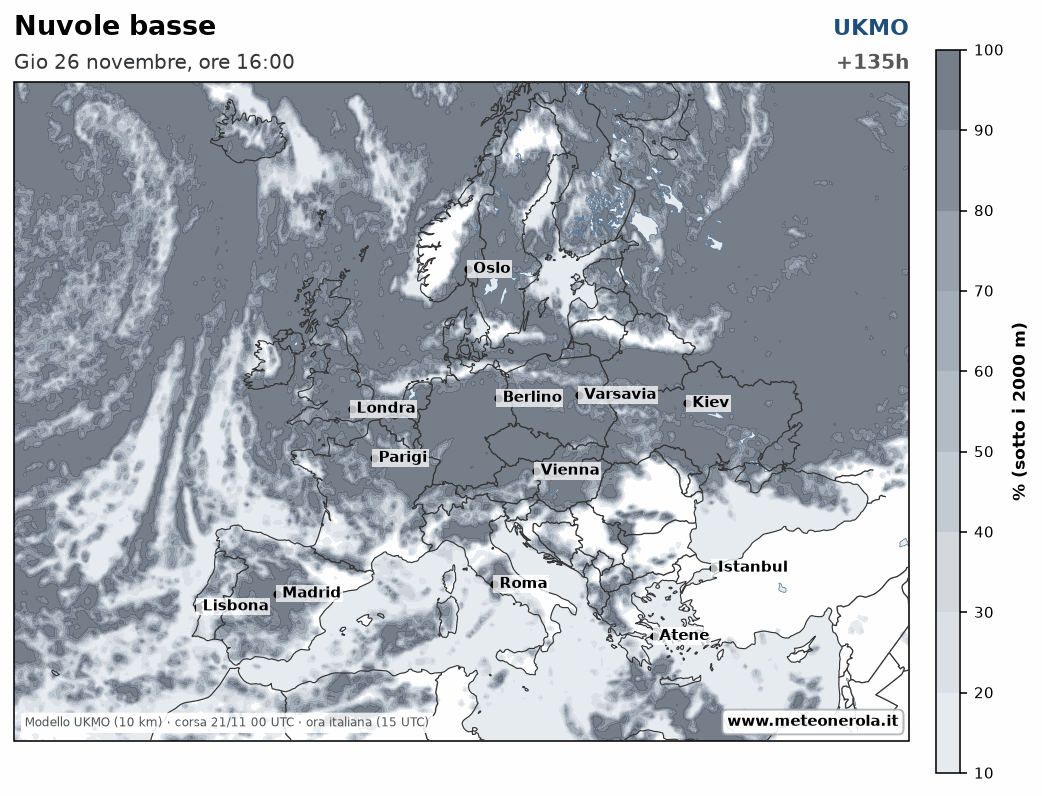 Nuvole basse
UKMO
Gio 26 novembre, ore 16:00
+135h
100
90
80
70
60
50
40
30
20
10
% (sotto i 2000 m)
Oslo
Berlino
Varsavia
Kiev
Londra
Parigi
Vienna
Istanbul
Roma
Madrid
Lisbona
Atene
Modello UKMO (10 km) · corsa 21/11 00 UTC · ora italiana (15 UTC)
www.meteonerola.it